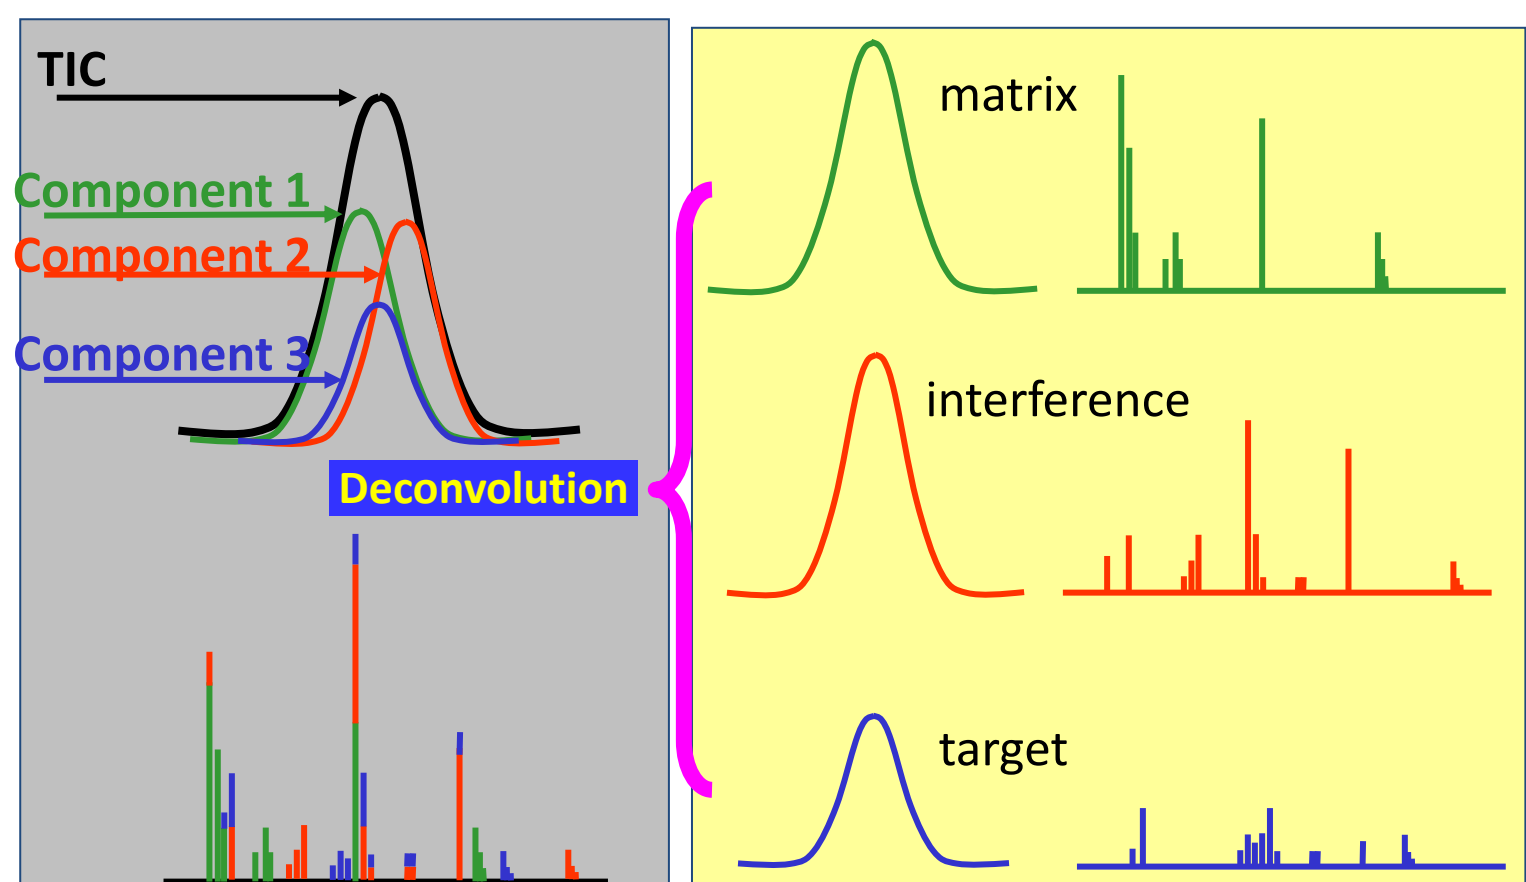 TIC
Component 1
Component 2
Component 3
Deconvolution
matrix
interference
target